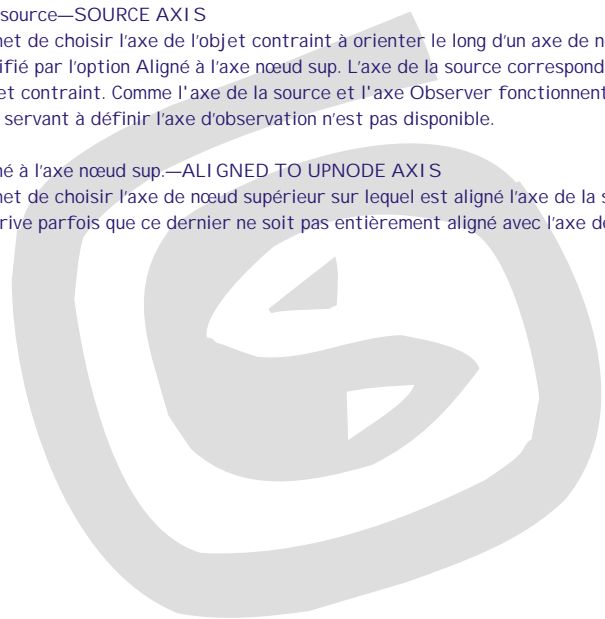 source—SOURCE AXIS
et de choisir l'axe de l'objet contraint à orienter le long d'un axe de
ifié par l'option Aligné à l'axe nœud sup. L'axe de la source correspond
et contraint. Comme l'axe de la source et l'axe Observer fonctionnent
servant à définir l'axe d'observation n'est pas disponible.
né à l'axe nœud sup.—ALIGNED TO UPNODE AXIS
et de choisir l'axe de nœud supérieur sur lequel est aligné l'axe de la
rive parfois que ce dernier ne soit pas entièrement aligné avec l'axe